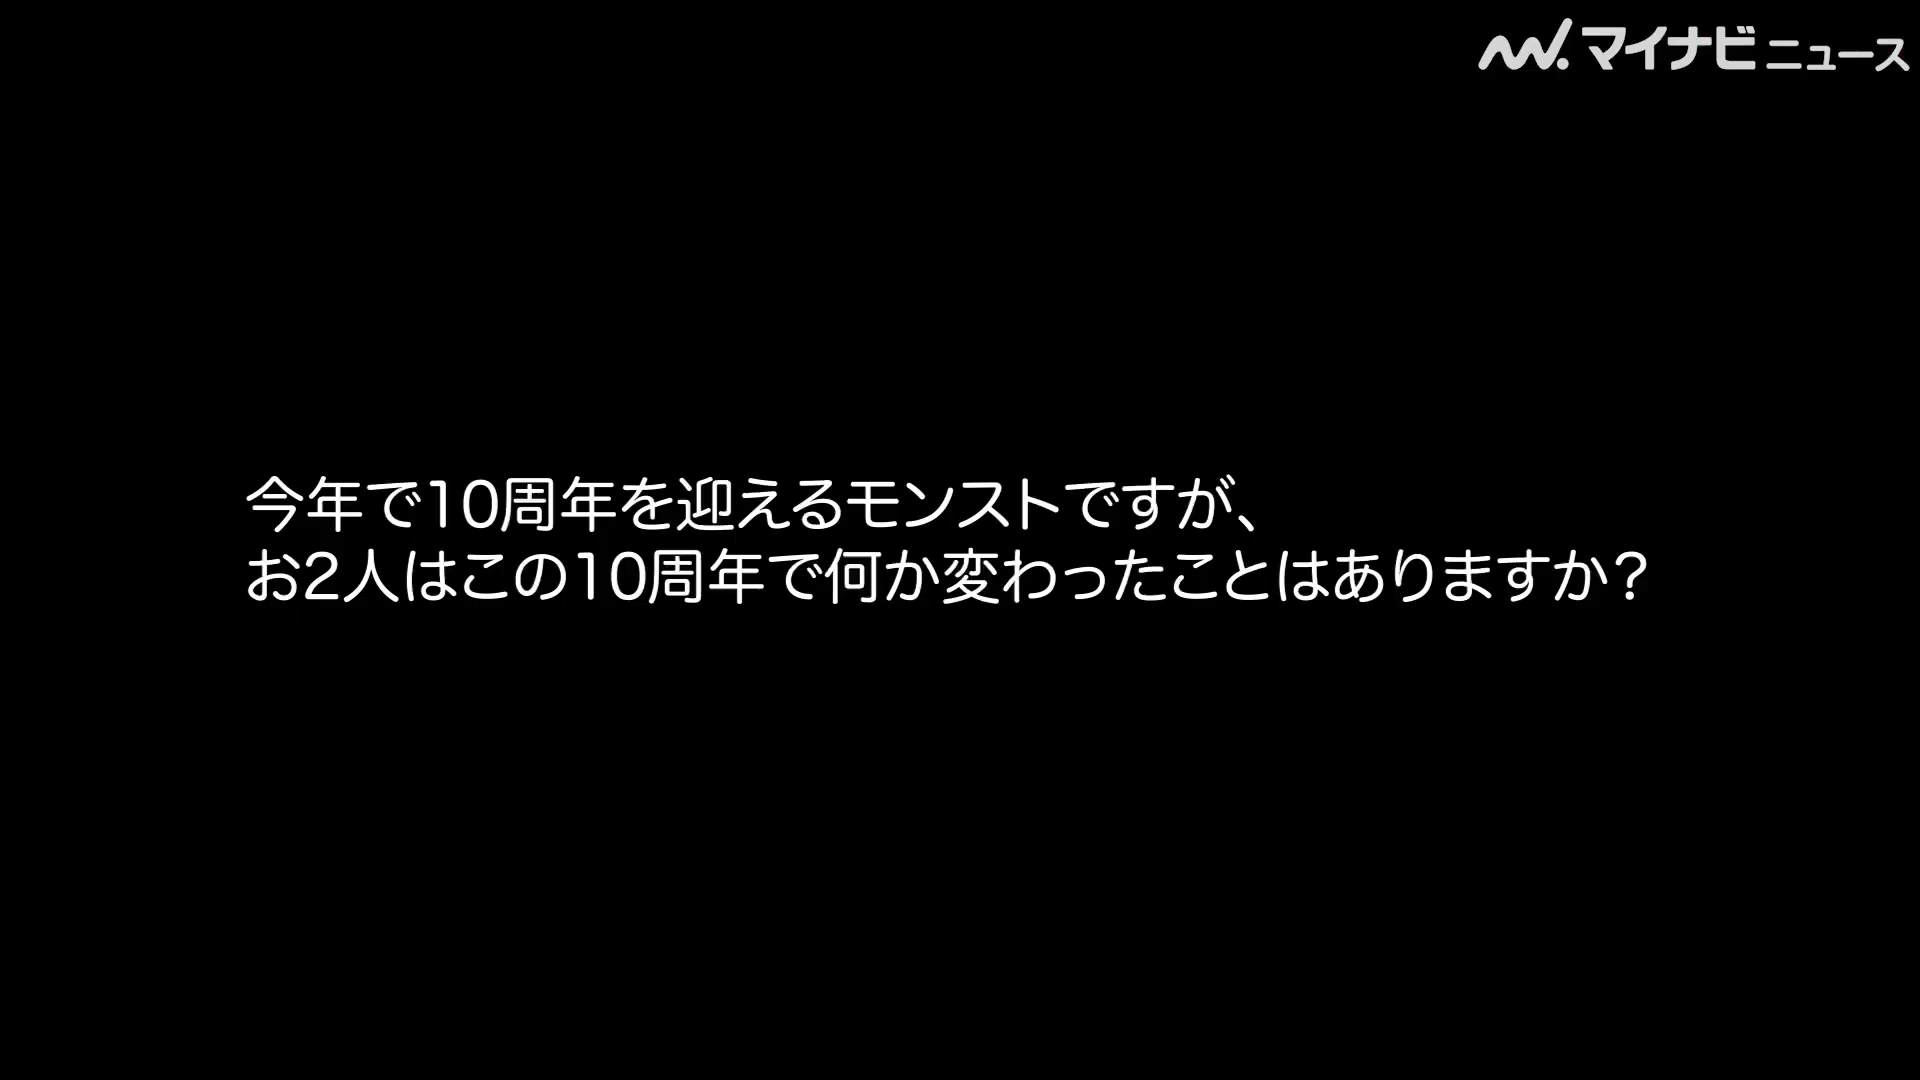 マイナビニュース
今年で10周年を迎えるモンストですが、
お2人はこの10周年で何か変わったことはありますか？